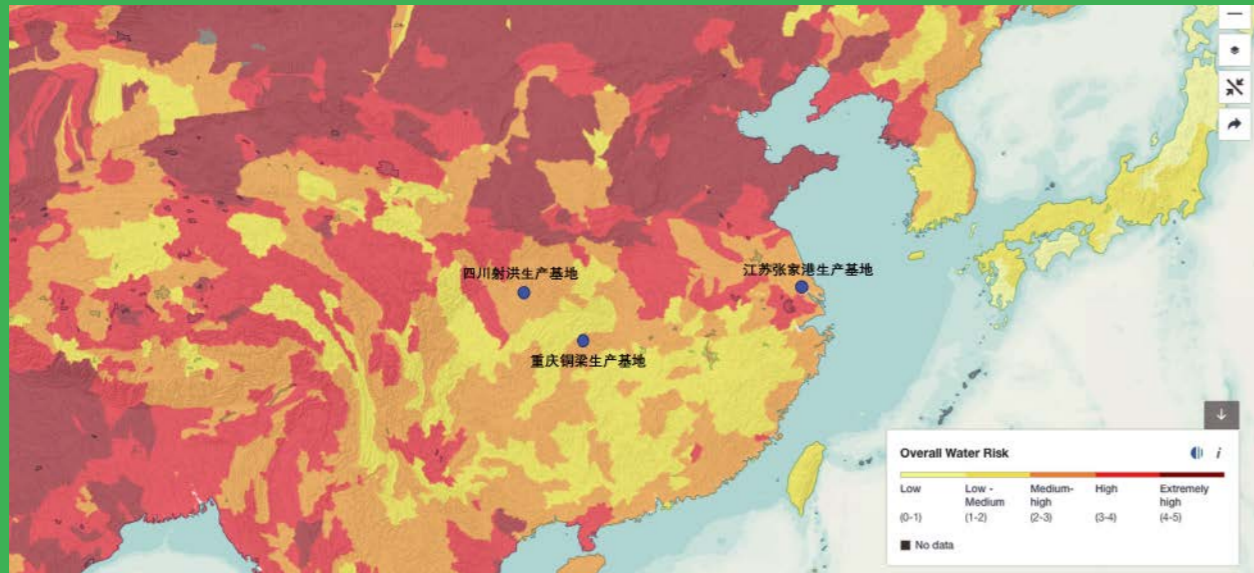 四川射洪生产基地
江苏张家港生产基地
重庆铜梁生产基地
Overall Water Risk
i
Low
Low -
Medium
Medium-
high
High
Extremely
high
(0-1)
(1-2)
(2-3)
(3-4)
(4-5)
No data